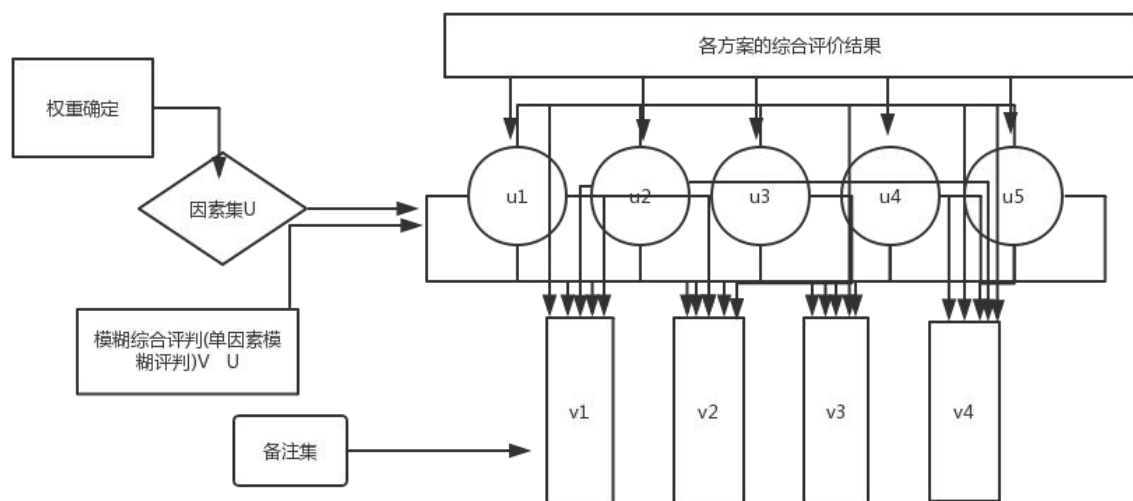 各方案的综合评价结果
权重确定
因素集U
u1
u2
u3
u4
u5
模糊综合评判(单因素模
糊评判)V U
v1
v2
v3
v4
备注集